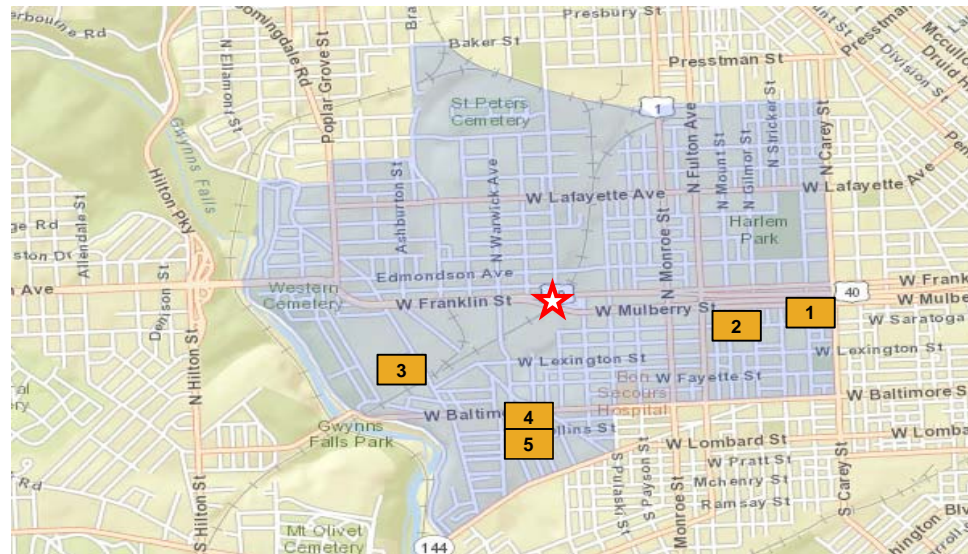 Presbury St
Baker St
Presstman St
Poplar Grove St
N Ellamont St
St Peters
Cemetery
1
Division St
Druid H
N Fulton Ave
N Mount St
N Gilmor St
N Stricker St
N Carey St
Gwynns Falls
Hilton Pky
Ashburton St
N Warwick Ave
W Lafayette Ave
W Lafayette Ave
Harlem
Park
Allendale St
Edmondson Ave
N Monroe St
Western
Cemetery
W Franklin St
n Ave
Denison St
40
W Frank
W Mulberry St
W Mulbe
1
2
W Saratoga
W Lexington St
W Lexington St
3
Bon
Secours
Hospital
W Fayette St
N Hilton St
W Baltim
4
W Baltimore S
llins St
5
Gwynns
Falls Park
W Lombard St
W Lomba
W Pratt St
Mchenry St
Ramsay St
S Pulaski St
S Payson St
Monroe St
S Carey St
S Hilton St
Mt Olivet
Cemetery
144